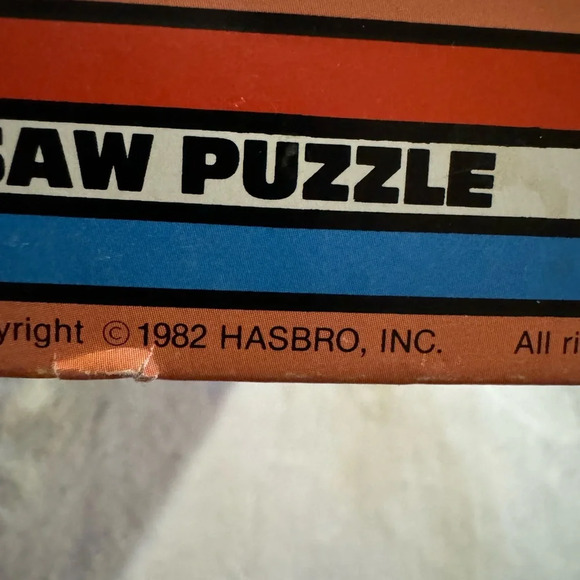 SAW PUZZLE
yright © 1982 HASBRO, INC. All ri